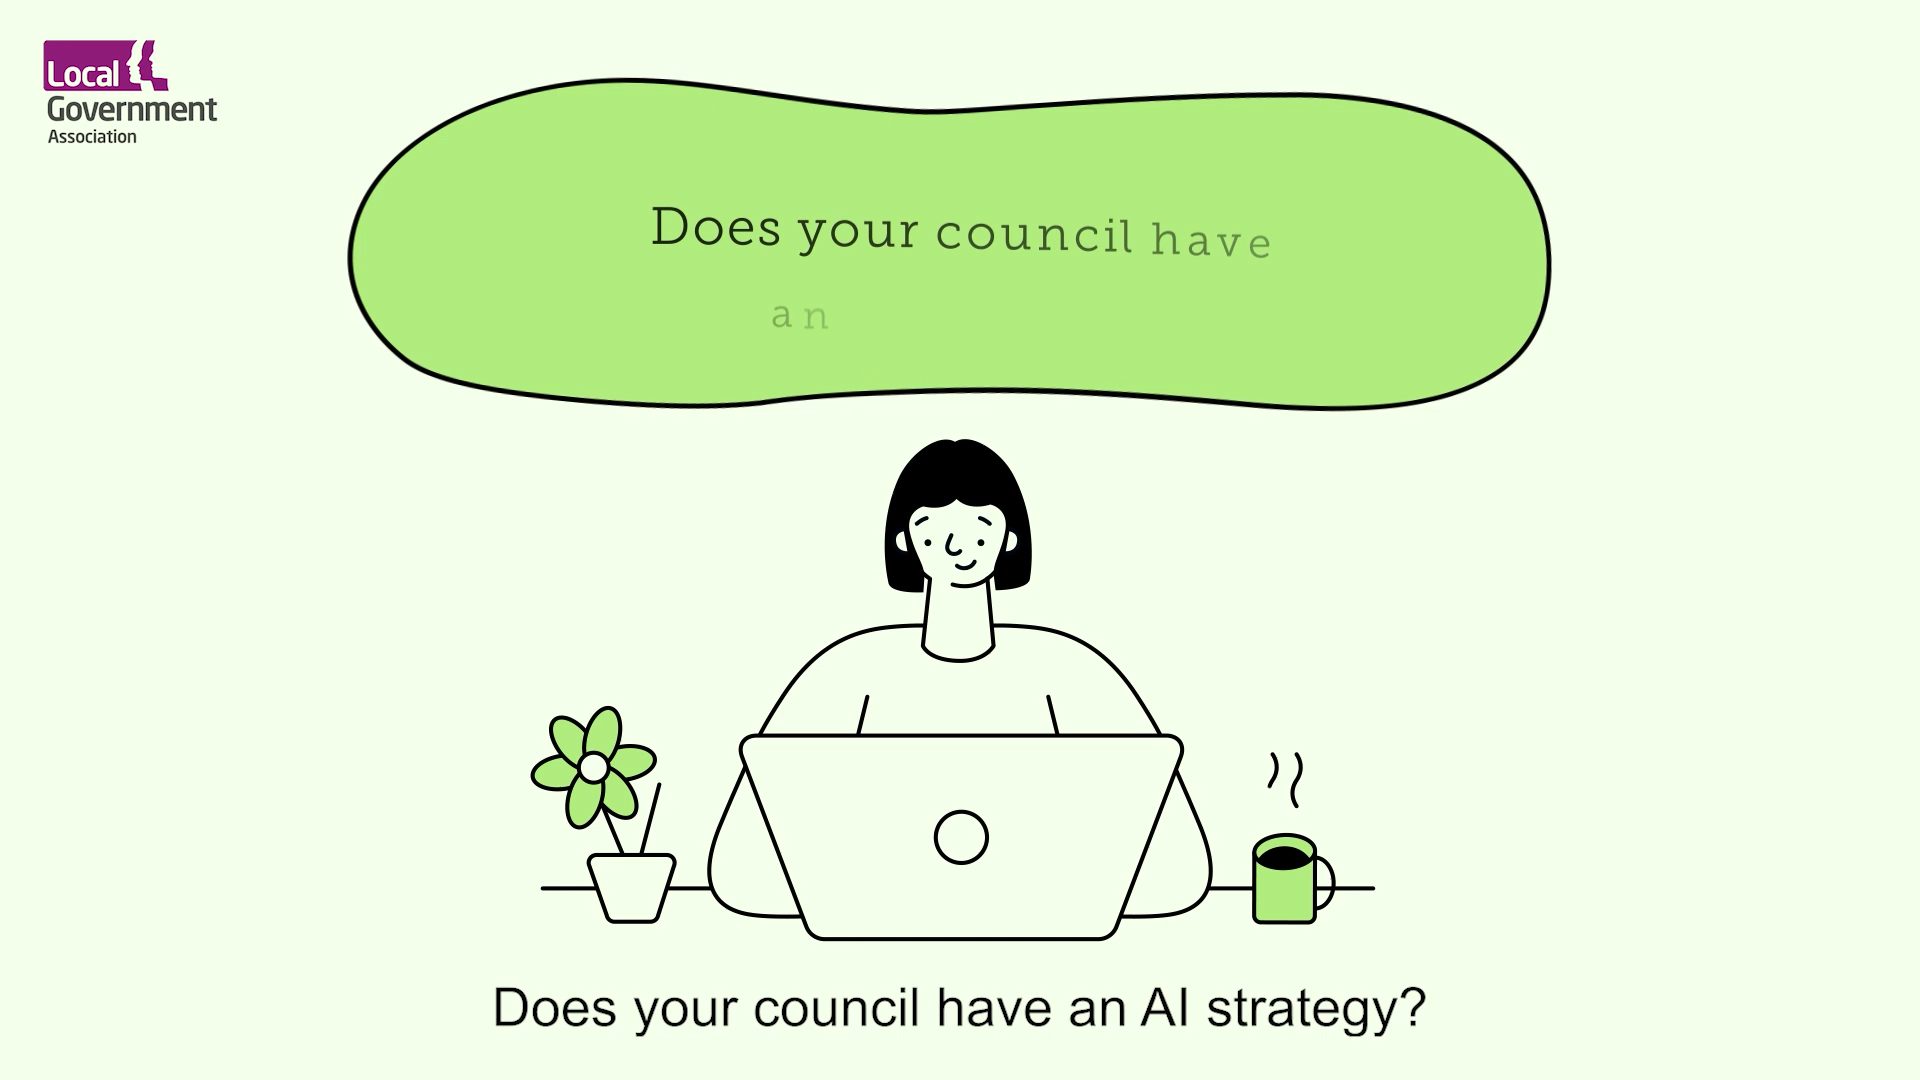 Local
Government
Association
Does your council have
an
Does your council have an AI strategy?